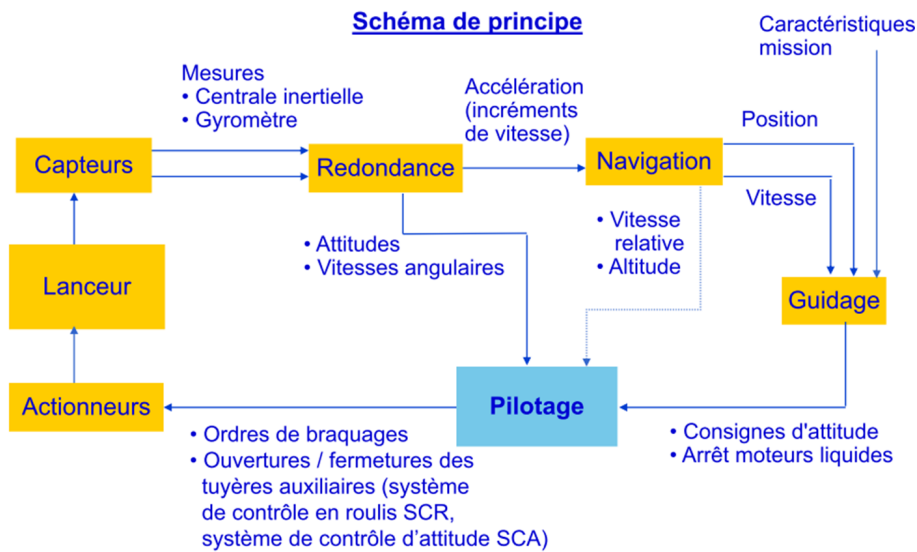 Schéma de principe
Caractéristiques
mission
Mesures
• Centrale inertielle
• Gyromètre
Accélération
(incréments
de vitesse)
Position
Capteurs
Redondance
Navigation
Vitesse
• Attitudes
• Vitesses angulaires
• Vitesse
relative
• Altitude
Lanceur
Guidage
Actionneurs
Pilotage
• Ordres de braquages
• Ouvertures / fermetures des
tuyères auxiliaires (système
de contrôle en roulis SCR,
système de contrôle d’attitude SCA)
• Consignes d'attitude
• Arrêt moteurs liquides